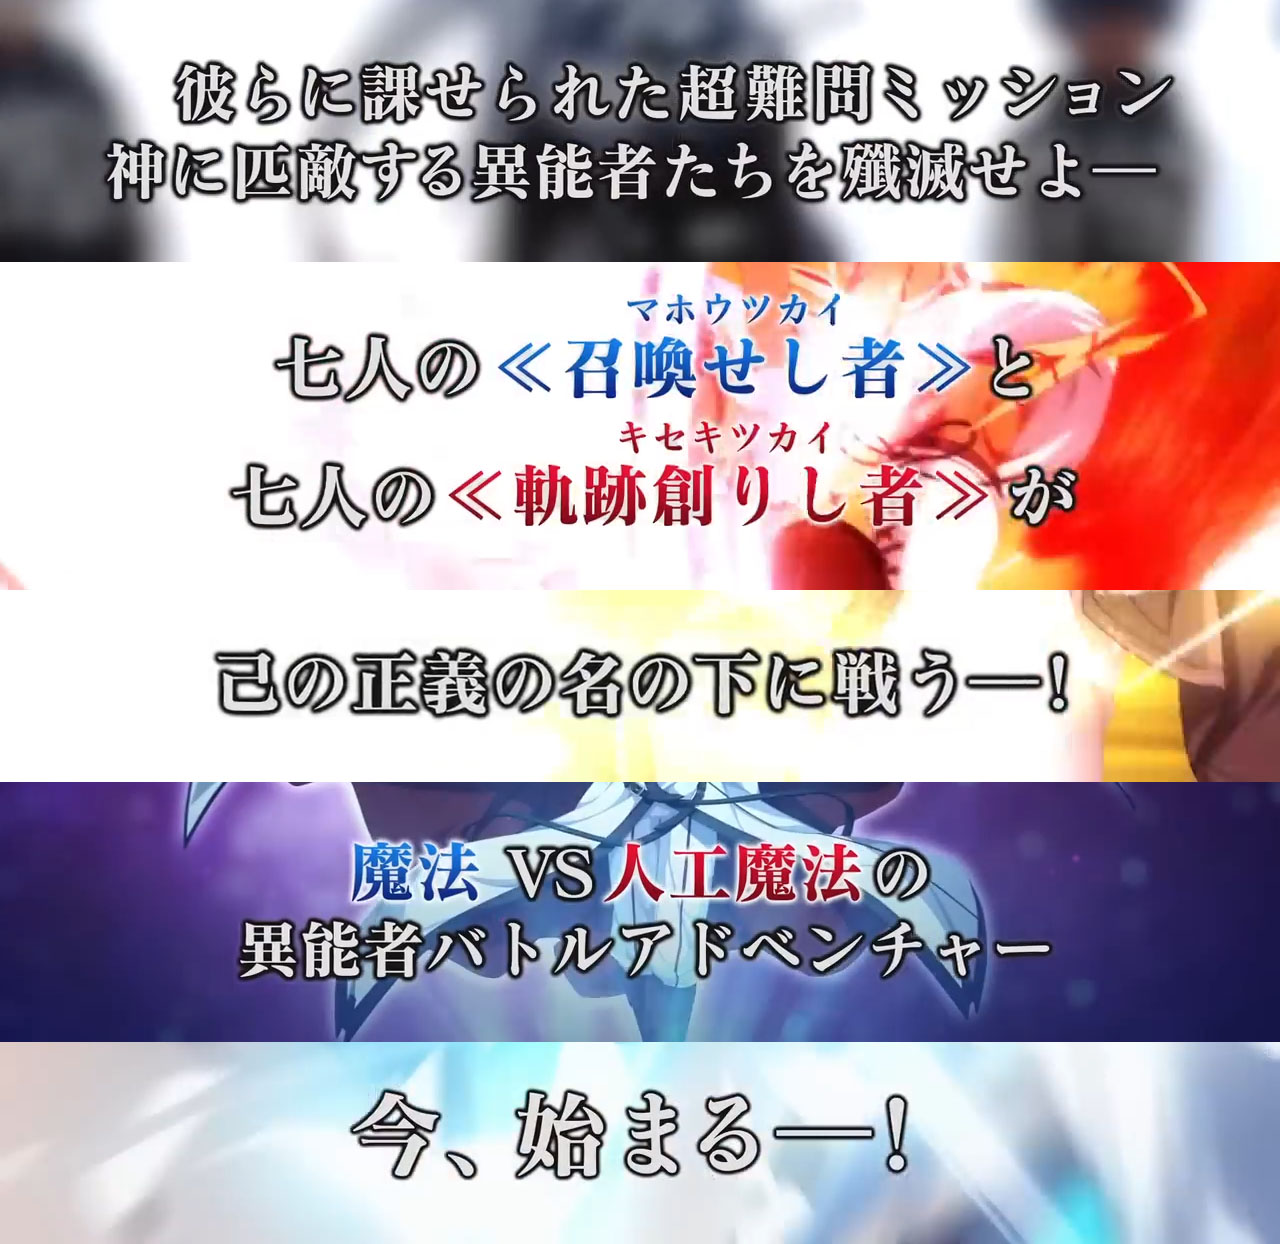 彼らに課せられた超難問ミッション
神に匹敵する異能者たちを殲滅せよ―
マホウツカイ
七人の≪召喚せし者≫と
キセキツカイ
七人の≪軌跡創りし者≫が
己の正義の名の下に戦う―!
魔法 VS 人工魔法の
異能者バトルアドベンチャー
今、始まる―!